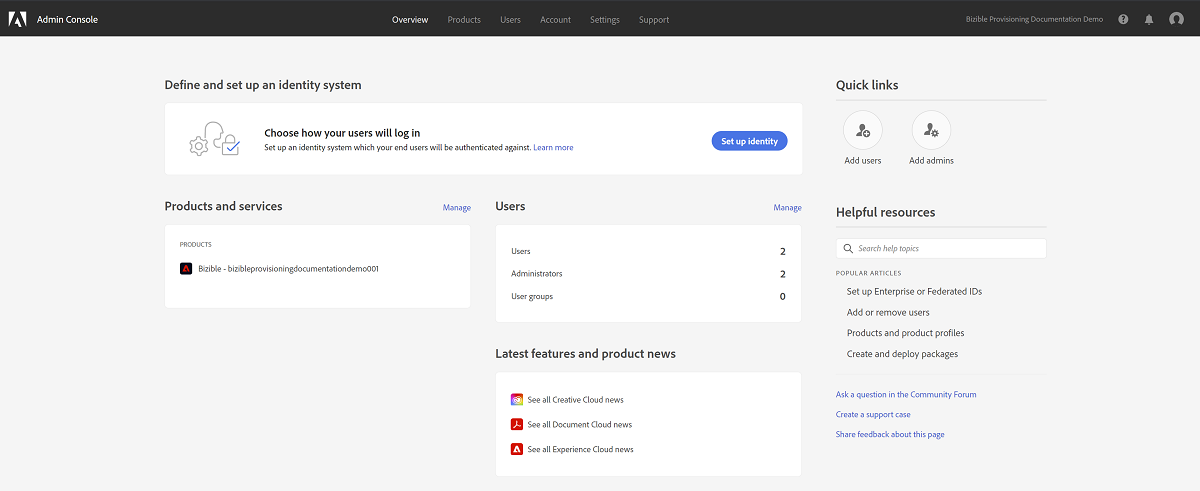 Admin Console
Overview Products Users Account Settings Support
Bizible Provisioning Documentation Demo
Define and set up an identity system
Choose how your users will log in
Set up an identity system which your end users will be authenticated against. Learn more
Set up identity
Products and services Manage
PRODUCTS
Bizible - bizibleprovisioningdocumentationdemo001
Users Manage
Users 2
Administrators 2
User groups 0
Latest features and product news
See all Creative Cloud news
See all Document Cloud news
See all Experience Cloud news
Quick links
Add users Add admins
Helpful resources
Search help topics
POPULAR ARTICLES
Set up Enterprise or Federated IDs
Add or remove users
Products and product profiles
Create and deploy packages
Ask a question in the Community Forum
Create a support case
Share feedback about this page